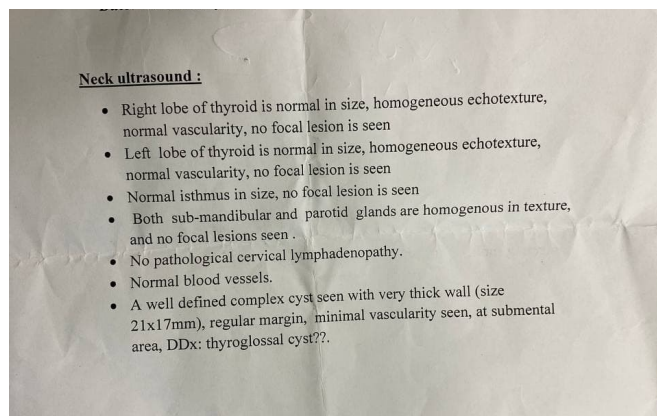 Neck ultrasound :
• Right lobe of thyroid is normal in size, homogeneous echotexture,
normal vascularity, no focal lesion is seen
• Left lobe of thyroid is normal in size, homogeneous echotexture,
normal vascularity, no focal lesion is seen
• Normal isthmus in size, no focal lesion is seen
• Both sub-mandibular and parotid glands are homogenous in texture,
and no focal lesions seen .
• No pathological cervical lymphadenopathy.
• Normal blood vessels.
• A well defined complex cyst seen with very thick wall (size
21x17mm), regular margin, minimal vascularity seen, at submental
area, DDx: thyroglossal cyst??.